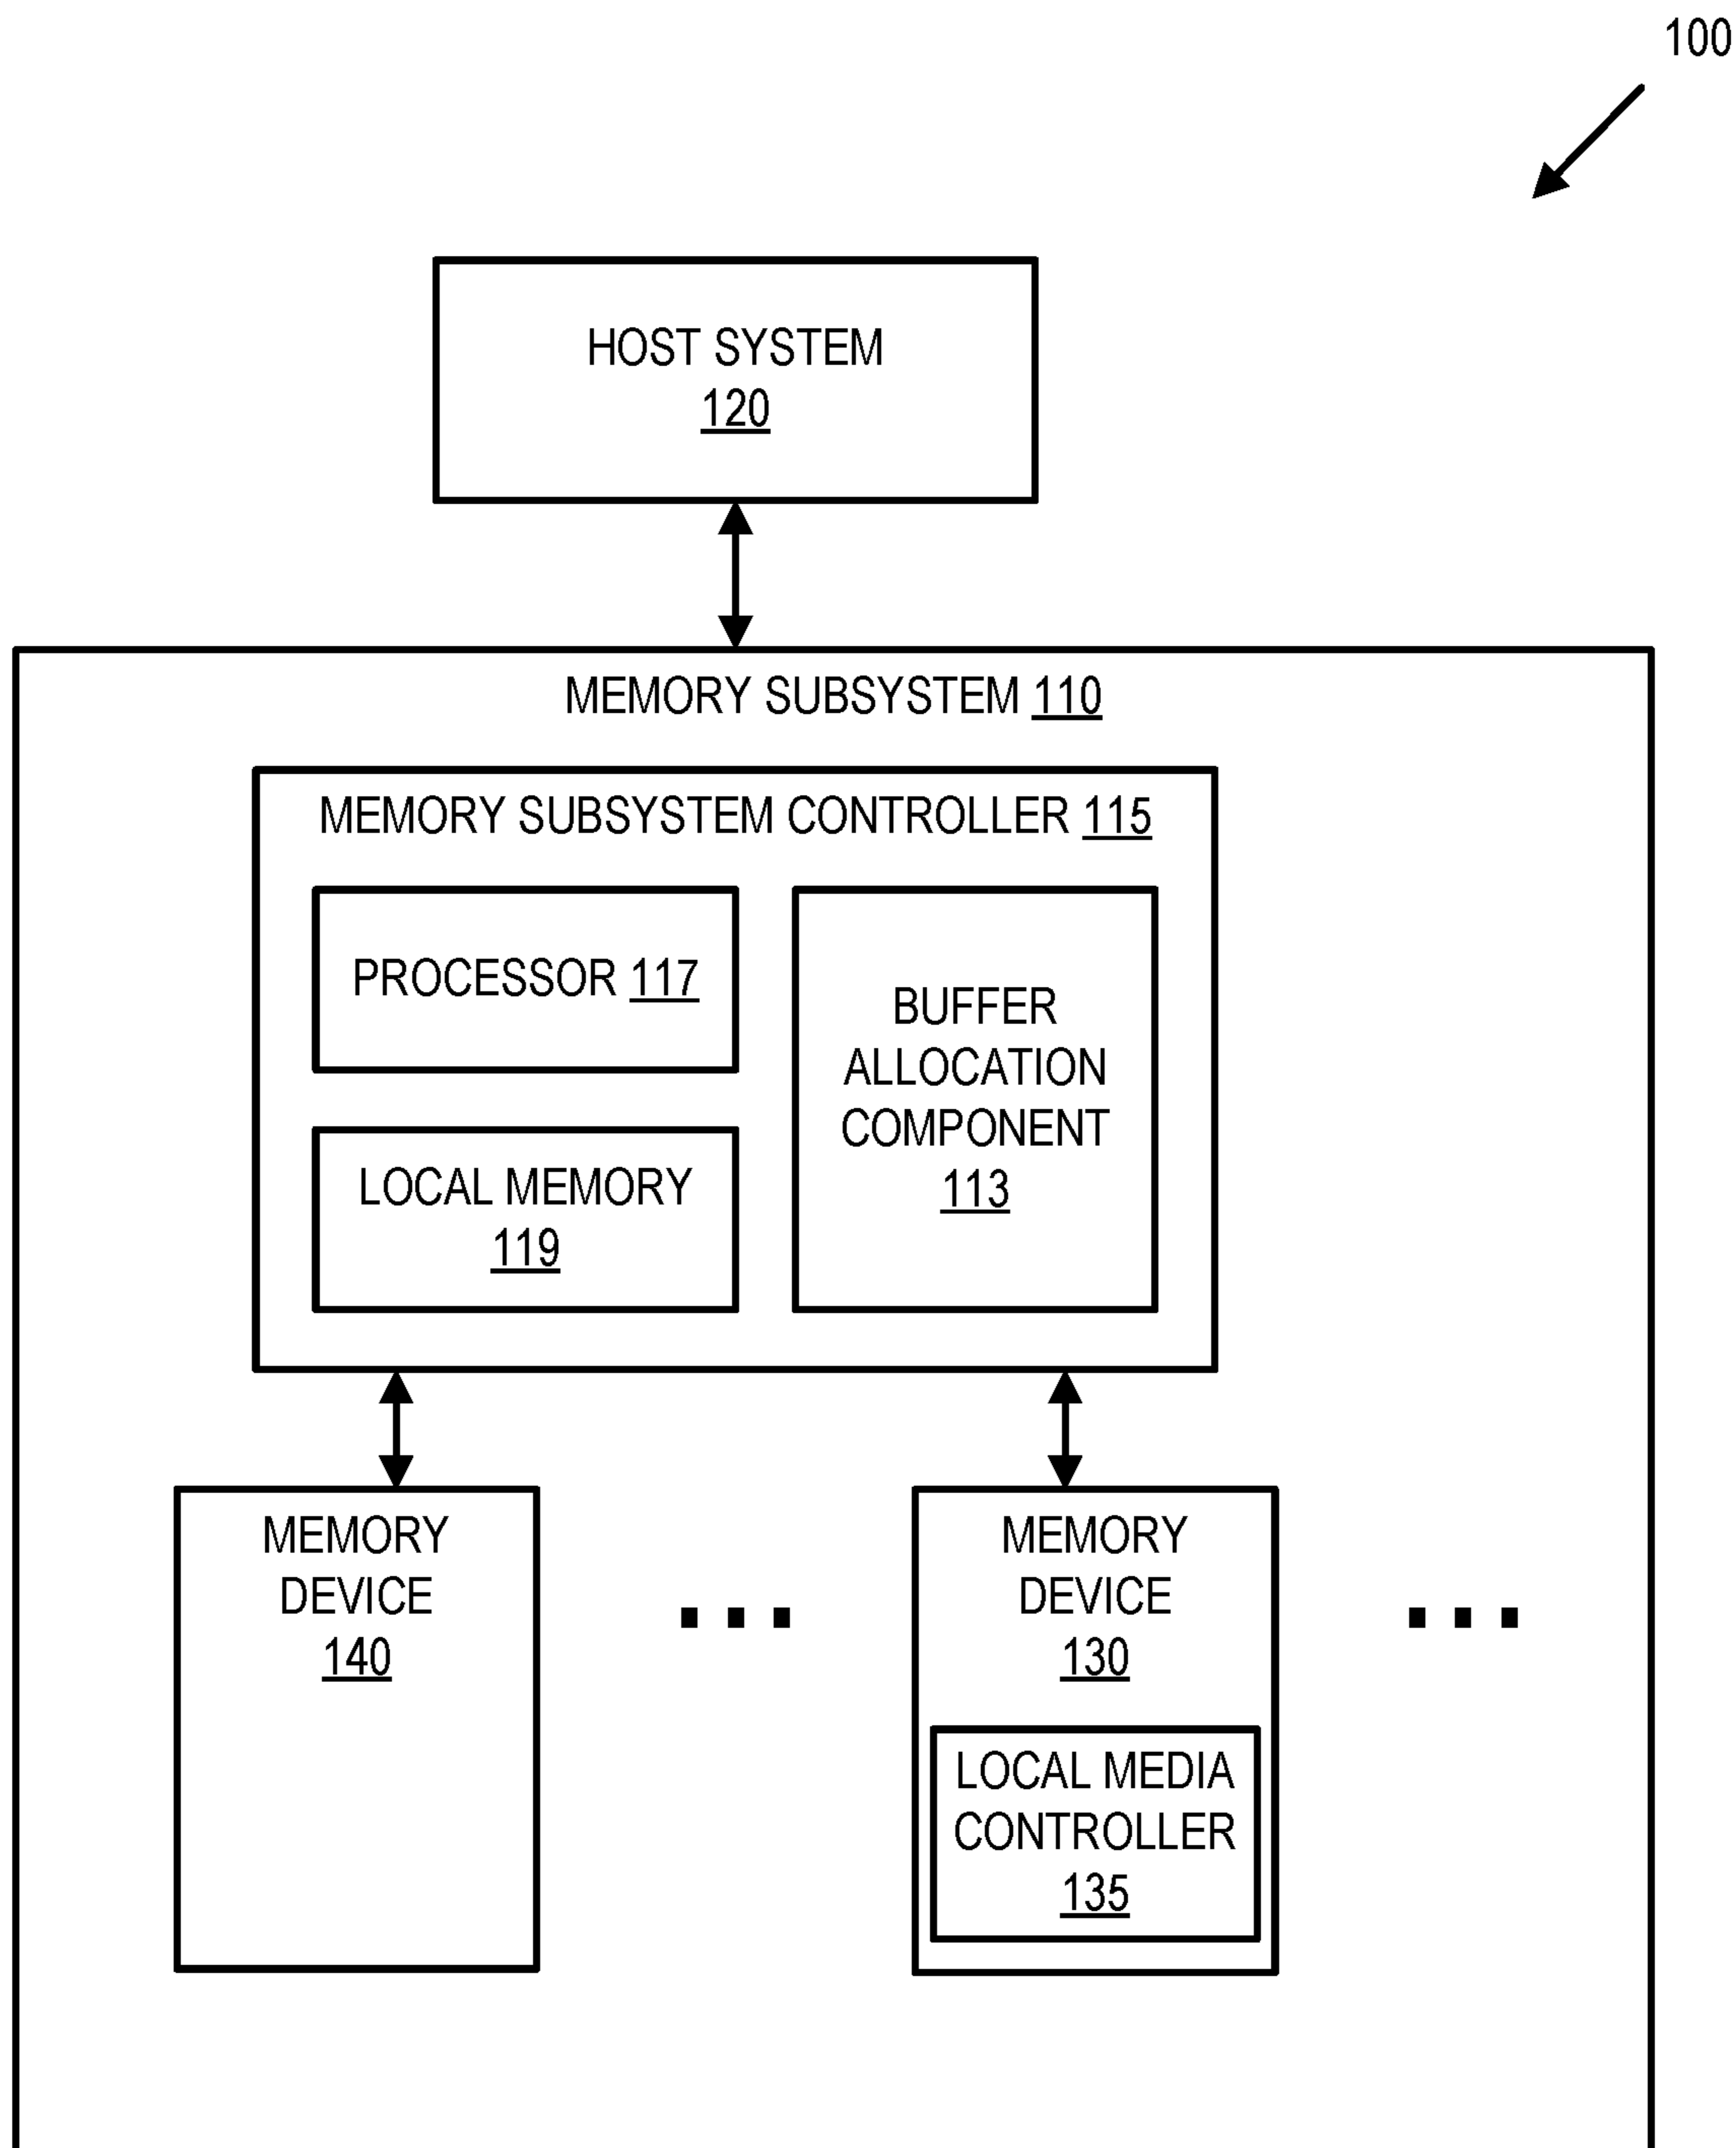 100
HOST SYSTEM
120
MEMORY SUBSYSTEM 110
MEMORY SUBSYSTEM CONTROLLER 115
PROCESSOR 117
LOCAL MEMORY
119
BUFFER
ALLOCATION
COMPONENT
113
MEMORY
DEVICE
140
MEMORY
DEVICE
130
LOCAL MEDIA
CONTROLLER
135